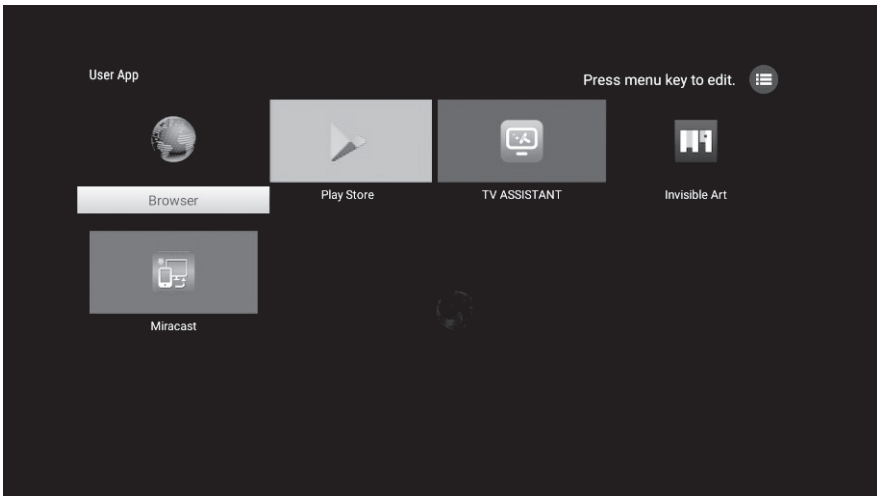 User App
Press menu key to edit.
Browser
Play Store
TV ASSISTANT
Invisible Art
Miracast